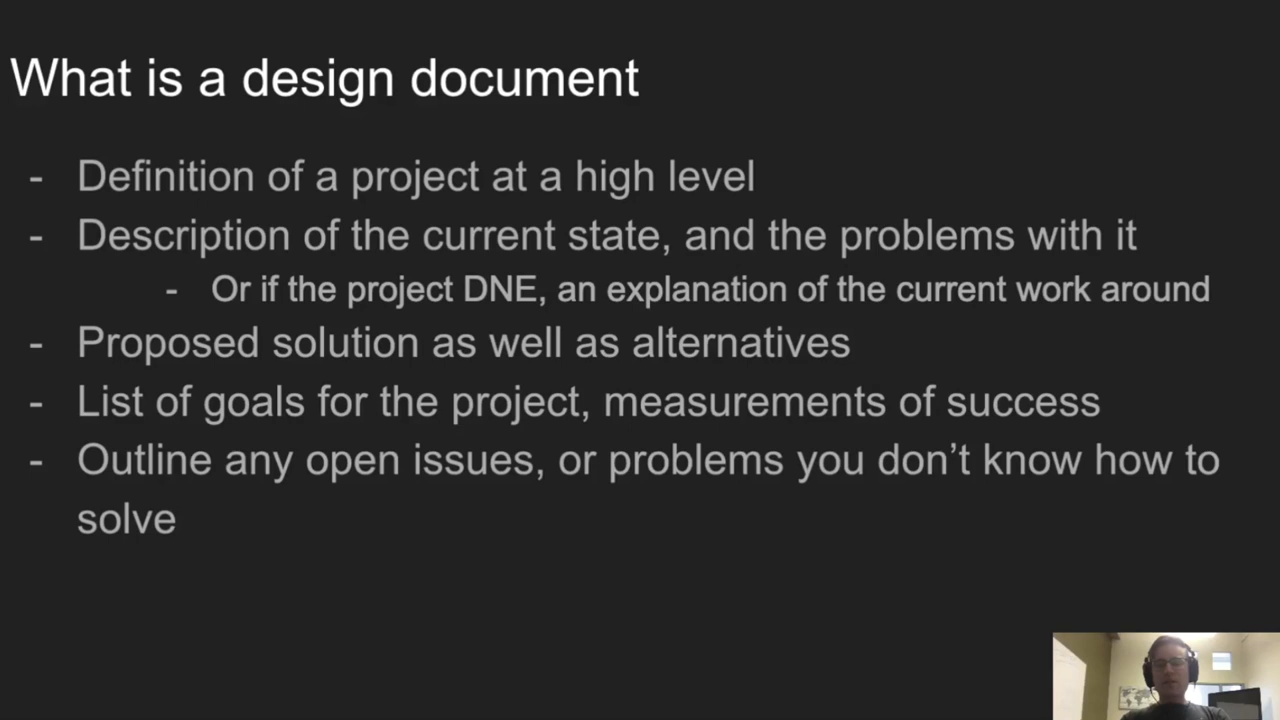 What is a design document
- Definition of a project at a high level
- Description of the current state, and the problems with it
- Or if the project DNE, an explanation of the current work around
- Proposed solution as well as alternatives
- List of goals for the project, measurements of success
- Outline any open issues, or problems you don’t know how to
solve